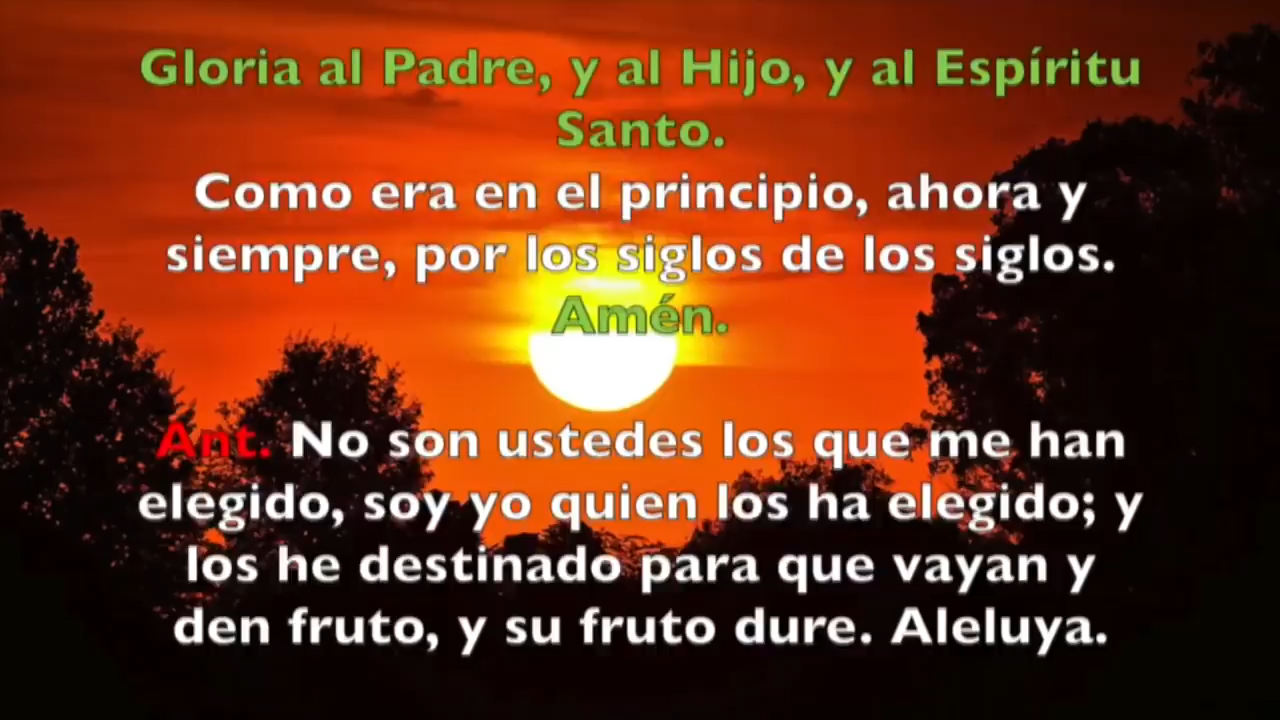 Gloria al Padre, y al Hijo, y al Espíritu
Santo.
Como era en el principio, ahora y
siempre, por los siglos de los siglos.
Amén.
Ant. No son ustedes los que me han
elegido, soy yo quien los ha elegido; y
los he destinado para que vayan y
den fruto, y su fruto dure. Aleluya.